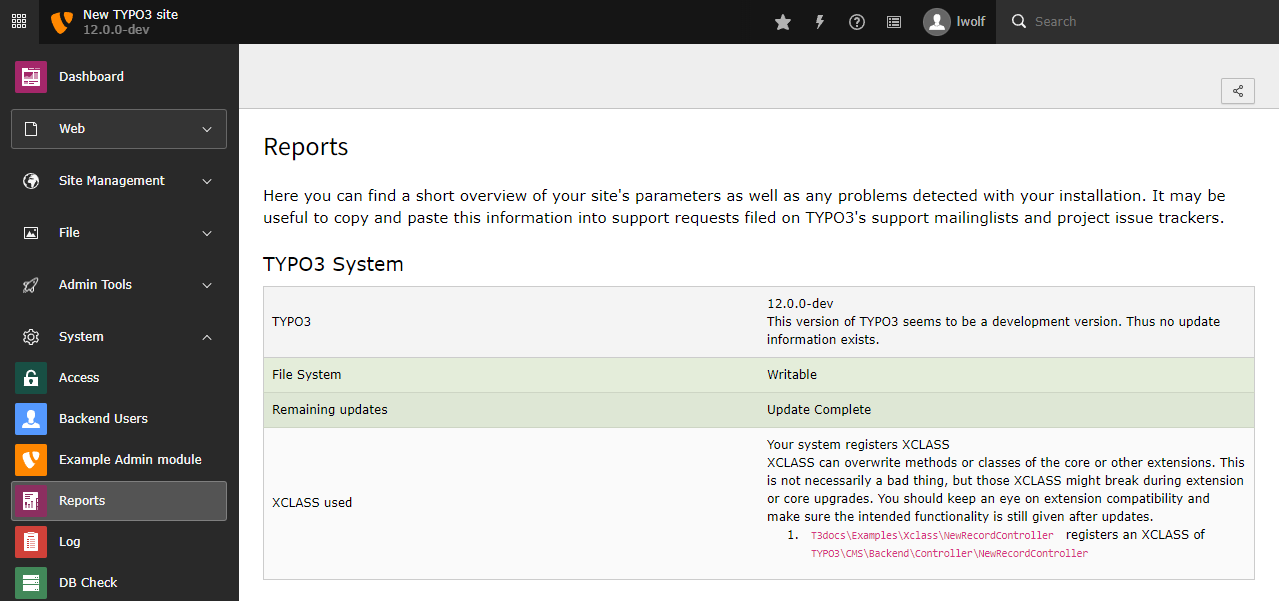 New TYPO3 site
12.0.0-dev
lwolf
Search
Dashboard
Web
Site Management
File
Admin Tools
System
Access
Backend Users
Example Admin module
Reports
Log
DB Check
Reports
Here you can find a short overview of your site's parameters as well as any problems detected with your installation. It may be
useful to copy and paste this information into support requests filed on TYPO3's support mailinglists and project issue trackers.
TYPO3 System
TYPO3
12.0.0-dev
This version of TYPO3 seems to be a development version. Thus no update
information exists.
File System
Writable
Remaining updates
Update Complete
XCLASS used
Your system registers XCLASS
XCLASS can overwrite methods or classes of the core or other extensions. This
is not necessarily a bad thing, but those XCLASS might break during extension
or core upgrades. You should keep an eye on extension compatibility and
make sure the intended functionality is still given after updates.
1. T3docs\Examples\Xclass\NewRecordController registers an XCLASS of
TYPO3\CMS\Backend\Controller\NewRecordController